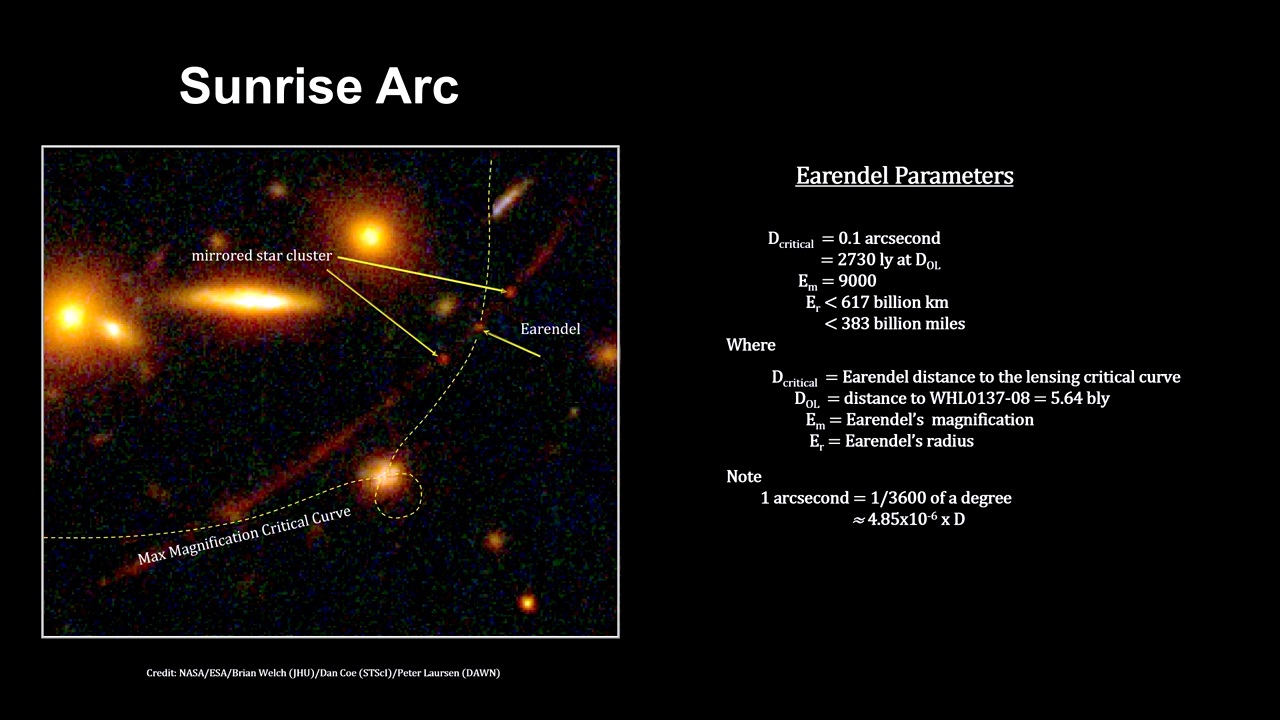 Sunrise Arc
mirrored star cluster
Earendel
Max Magnification Critical Curve
Credit: NASA/ESA/Brian Welch (JHU)/Dan Coe (STScI)/Peter Laursen (DAWN)
Earendel Parameters
Dcritical = 0.1 arcsecond
= 2730 ly at DOL
Em = 9000
Er < 617 billion km
< 383 billion miles
Where
Dcritical = Earendel distance to the lensing critical curve
DOL = distance to WHL0137-08 = 5.64 bly
Em = Earendel’s magnification
Er = Earendel’s radius
Note
1 arcsecond = 1/3600 of a degree
≈ 4.85x10⁻⁶ x D